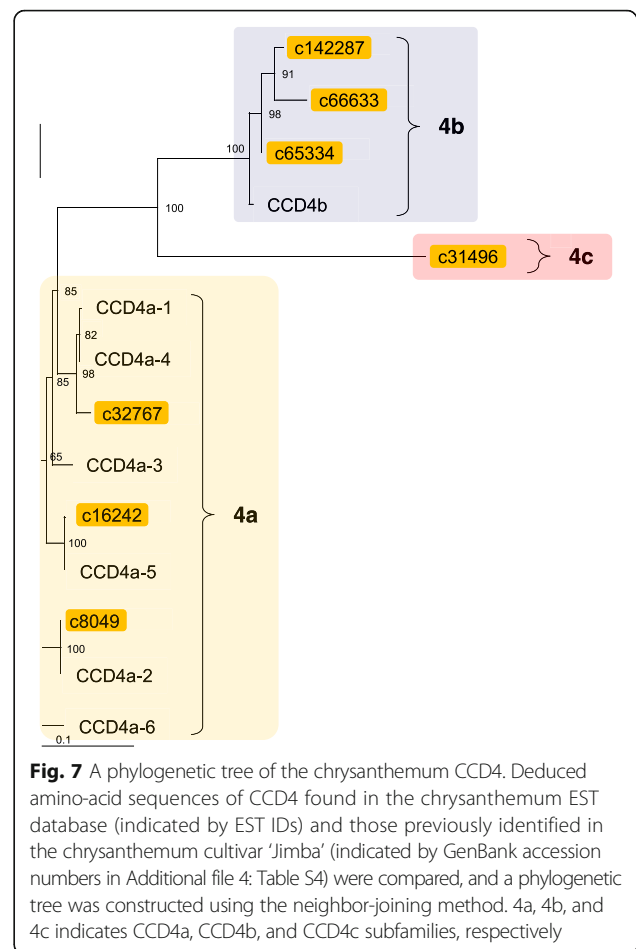 c142287
91
c66633
98
4b
c65334
100
CCD4b
100
c31496
4c
85
CCD4a-1
82
CCD4a-4
98
85
c32767
65
CCD4a-3
4a
c16242
100
CCD4a-5
c8049
100
CCD4a-2
CCD4a-6
0.1
Fig. 7 A phylogenetic tree of the chrysanthemum CCD4. Deduced
amino-acid sequences of CCD4 found in the chrysanthemum EST
database (indicated by EST IDs) and those previously identified in
the chrysanthemum cultivar ‘Jimba’ (indicated by GenBank accession
numbers in Additional file 4: Table S4) were compared, and a phylogenetic
tree was constructed using the neighbor-joining method. 4a, 4b, and
4c indicates CCD4a, CCD4b, and CCD4c subfamilies, respectively